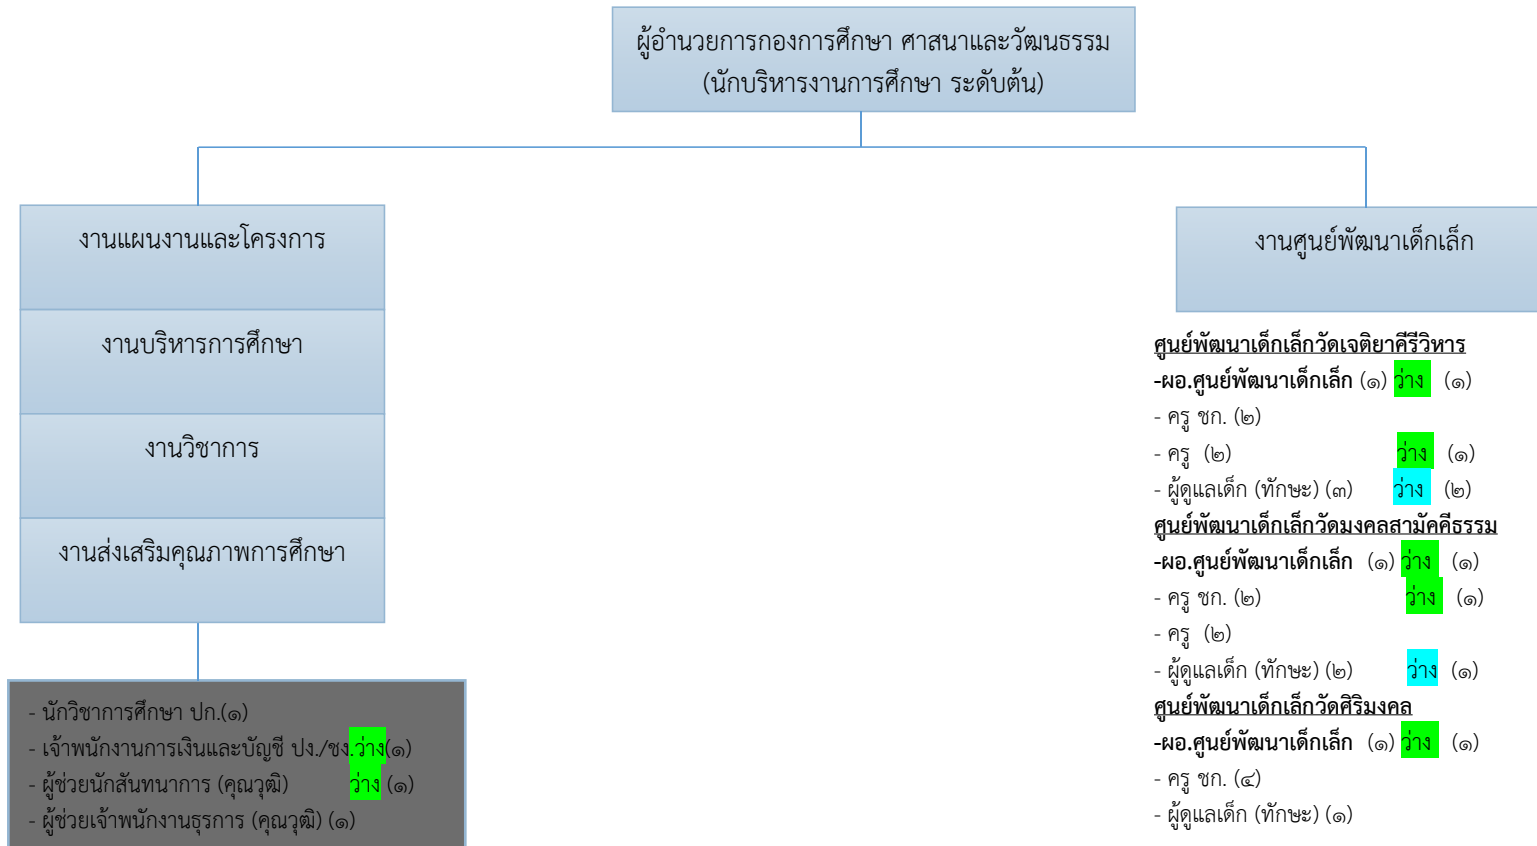 ผู้อำนวยการกองการศึกษา ศาสนาและวัฒนธรรม
(นักบริหารงานการศึกษา ระดับต้น)
งานแผนงานและโครงการ
งานบริหารการศึกษา
งานวิชาการ
งานส่งเสริมคุณภาพการศึกษา
- นักวิชาการศึกษา ปก.(๑)
- เจ้าพนักงานการเงินและบัญชี ปง./ชง.ว่าง(๑)
- ผู้ช่วยนักสันทนาการ (คุณวุฒิ) ว่าง (๑)
- ผู้ช่วยเจ้าพนักงานธุรการ (คุณวุฒิ) (๑)
งานศูนย์พัฒนาเด็กเล็ก
ศูนย์พัฒนาเด็กเล็กวัดเจติยาคีรีวิหาร
-ผอ.ศูนย์พัฒนาเด็กเล็ก (๑) ว่าง (๑)
- ครู ชก. (๒)
- ครู (๒) ว่าง (๑)
- ผู้ดูแลเด็ก (ทักษะ) (๓) ว่าง (๒)
ศูนย์พัฒนาเด็กเล็กวัดมงคลสามัคคีธรรม
-ผอ.ศูนย์พัฒนาเด็กเล็ก (๑) ว่าง (๑)
- ครู ชก. (๒) ว่าง (๑)
- ครู (๒)
- ผู้ดูแลเด็ก (ทักษะ) (๒) ว่าง (๑)
ศูนย์พัฒนาเด็กเล็กวัดศิริมงคล
-ผอ.ศูนย์พัฒนาเด็กเล็ก (๑) ว่าง (๑)
- ครู ชก. (๔)
- ผู้ดูแลเด็ก (ทักษะ) (๑)